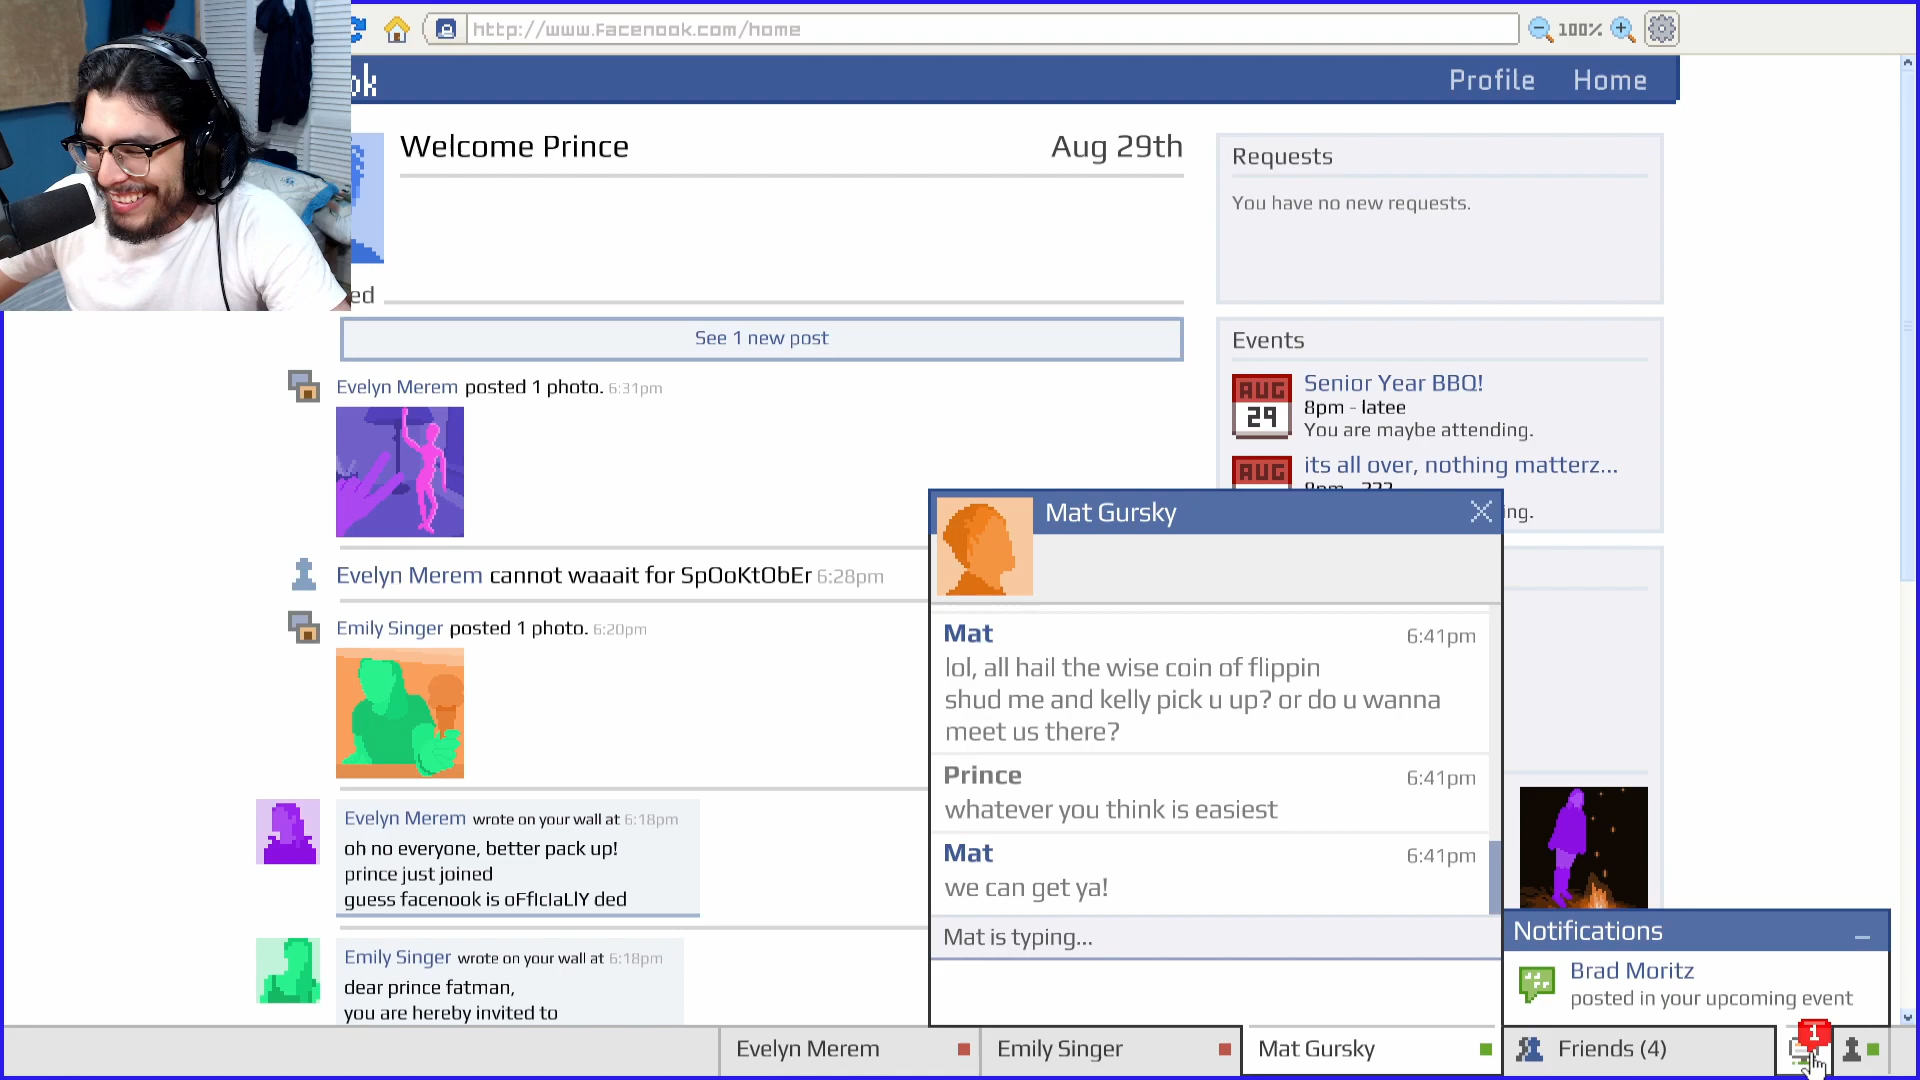 http://www.facenook.com/home
100%
ok
Profile Home
Welcome Prince
Aug 29th
ed
See 1 new post
Evelyn Merem posted 1 photo. 6:31pm
Evelyn Merem cannot waaait for SpOoKtObEr 6:28pm
Emily Singer posted 1 photo. 6:20pm
Evelyn Merem wrote on your wall at 6:18pm
oh no everyone, better pack up!
prince just joined
guess facenook is oFfIcIaLlY ded
Emily Singer wrote on your wall at 6:18pm
dear prince fatman,
you are hereby invited to
Requests
You have no new requests.
Events
AUG
29
Senior Year BBQ!
8pm - latee
You are maybe attending.
AUG
its all over, nothing matterz...
8pm - ???
ng.
Mat Gursky
Mat 6:41pm
lol, all hail the wise coin of flippin
shud me and kelly pick u up? or do u wanna
meet us there?
Prince 6:41pm
whatever you think is easiest
Mat 6:41pm
we can get ya!
Mat is typing...
Notifications
Brad Moritz
posted in your upcoming event
Evelyn Merem
Emily Singer
Mat Gursky
Friends (4)
1